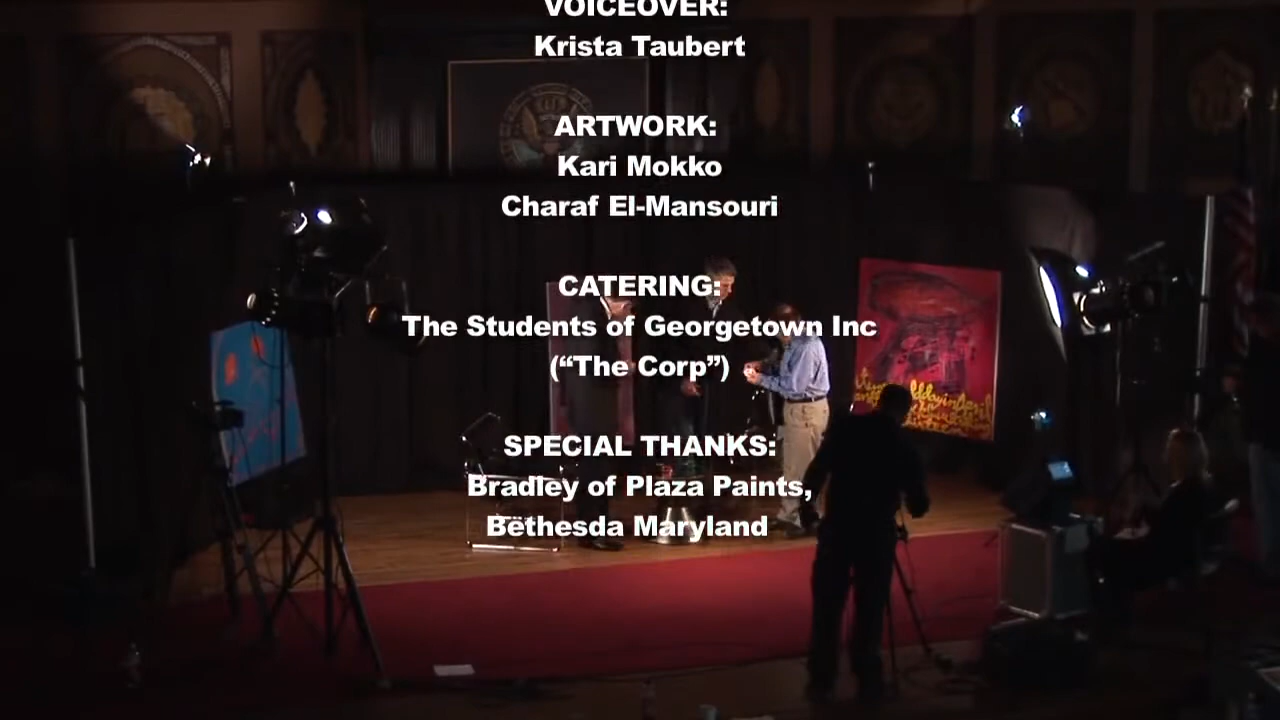 VOICEOVER:
Krista Taubert
ARTWORK:
Kari Mokko
Charaf El-Mansouri
CATERING:
The Students of Georgetown Inc
(“The Corp”)
SPECIAL THANKS:
Bradley of Plaza Paints,
Bethesda Maryland